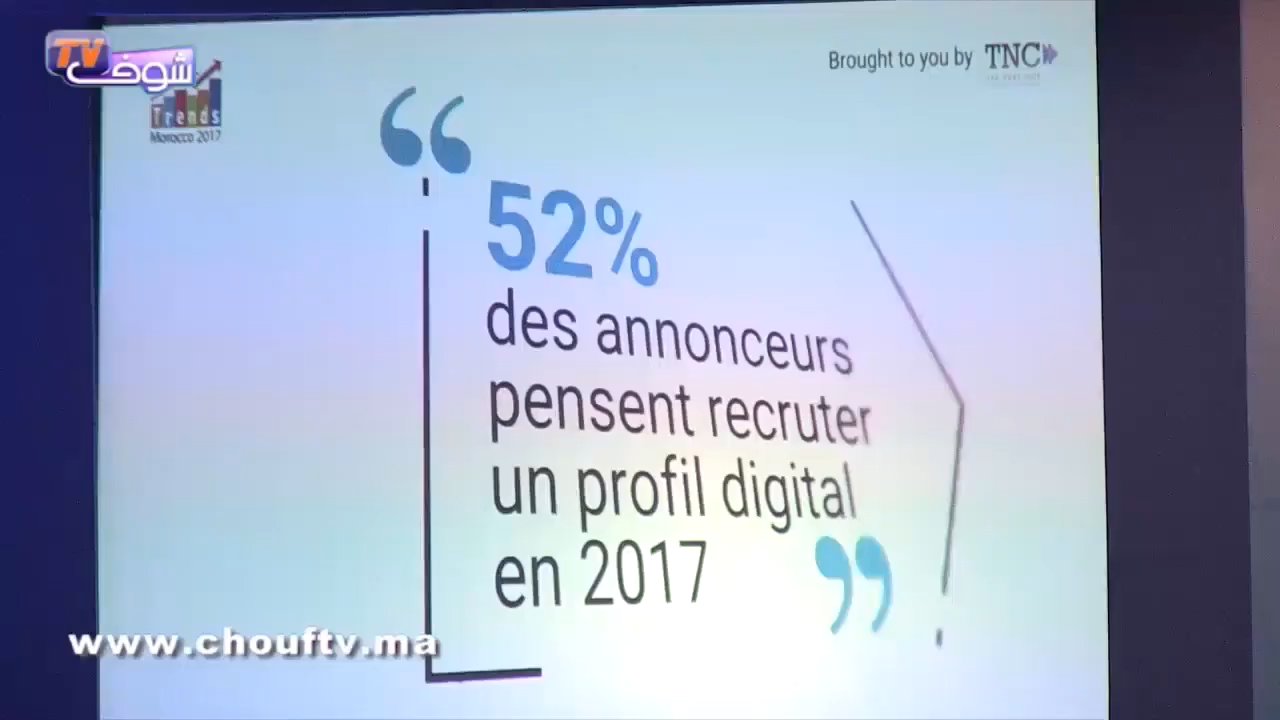 TV
شوف
Trends
Morocco 2017
Brought to you by TNC
“
52%
des annonceurs
pensent recruter
un profil digital
en 2017
”
www.chouftv.ma